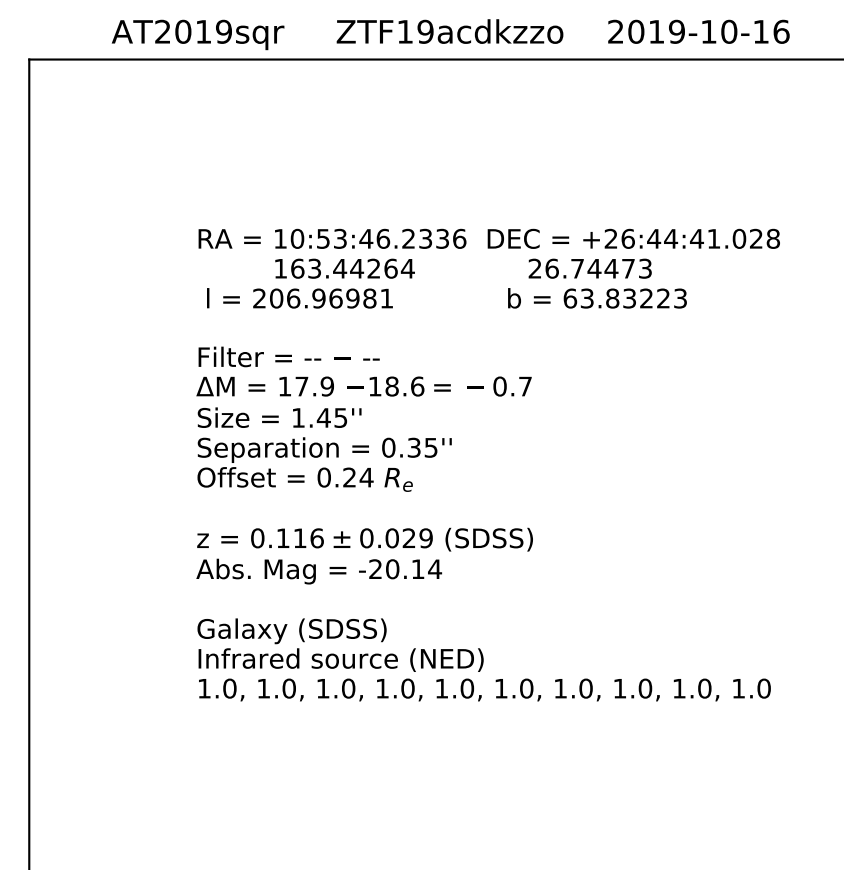 AT2019sqr ZTF19acdkzzo 2019-10-16
RA = 10:53:46.2336 DEC = +26:44:41.028
163.44264 26.74473
l = 206.96981 b = 63.83223
Filter = -- − --
ΔM = 17.9 −18.6 = − 0.7
Size = 1.45''
Separation = 0.35''
Offset = 0.24 Rₑ
z = 0.116 ± 0.029 (SDSS)
Abs. Mag = -20.14
Galaxy (SDSS)
Infrared source (NED)
1.0, 1.0, 1.0, 1.0, 1.0, 1.0, 1.0, 1.0, 1.0, 1.0